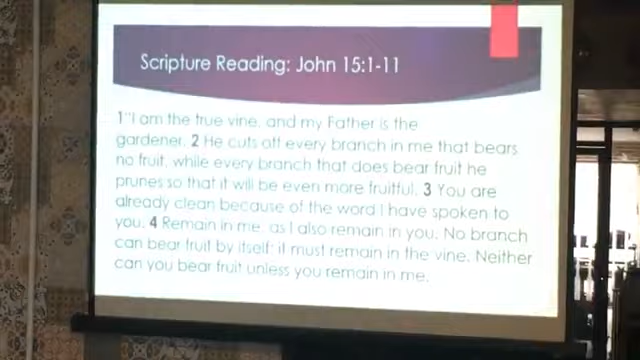 Scripture Reading: John 15:1-11
1"I am the true vine, and my Father is the
gardener. 2 He cuts off every branch in me that bears
no fruit, while every branch that does bear fruit he
prunes so that it will be even more fruitful. 3 You are
already clean because of the word I have spoken to
you. 4 Remain in me, as I also remain in you. No branch
can bear fruit by itself; it must remain in the vine. Neither
can you bear fruit unless you remain in me.